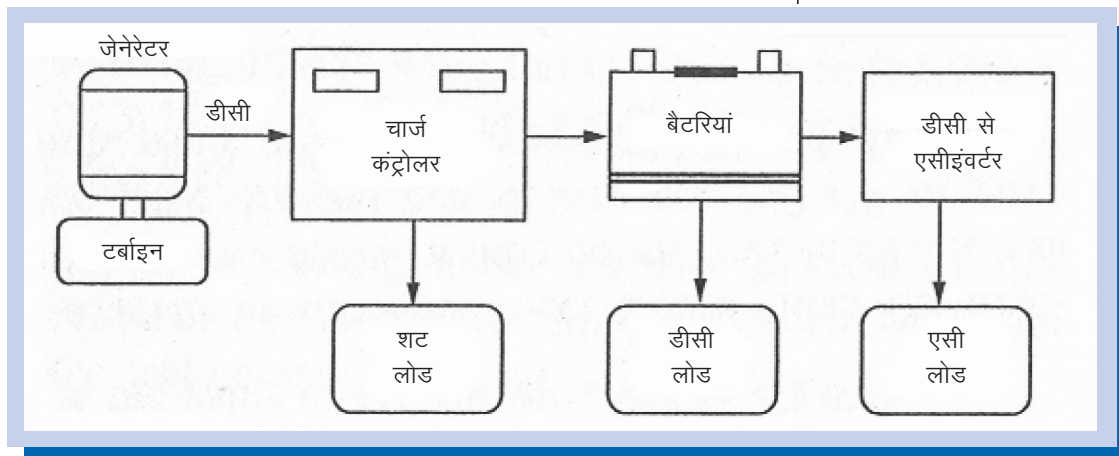 जेनेरेटर
डीसी
चार्ज
कंट्रोलर
बैटरियां
डीसी से
एसीइंवर्टर
टर्बाइन
शट
लोड
डीसी
लोड
एसी
लोड